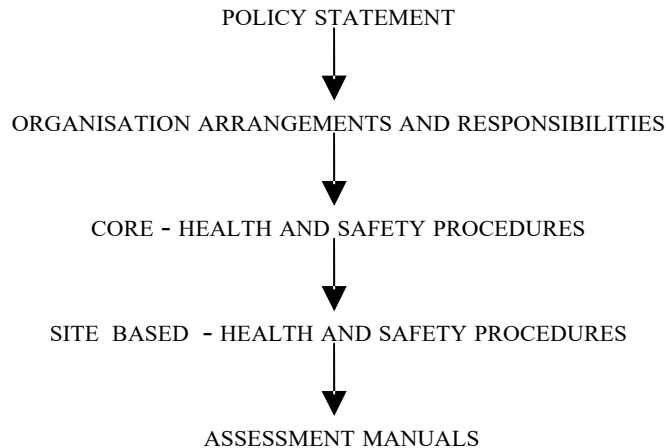 POLICY STATEMENT
ORGANISATION ARRANGEMENTS AND RESPONSIBILITIES
CORE - HEALTH AND SAFETY PROCEDURES
SITE BASED - HEALTH AND SAFETY PROCEDURES
ASSESSMENT MANUALS